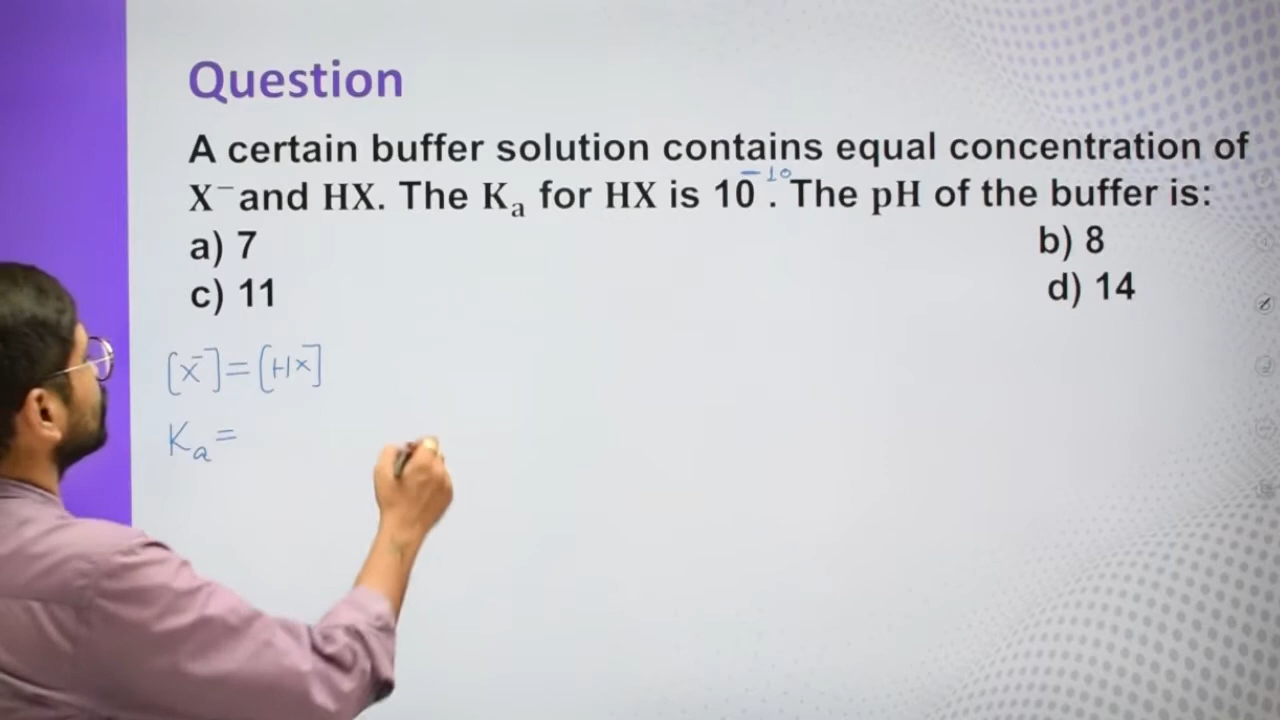 Question
A certain buffer solution contains equal concentration of
X⁻ and HX. The Kₐ for HX is 10⁻¹⁰. The pH of the buffer is:
a) 7
b) 8
c) 11
d) 14
[X⁻] = [HX]
Kₐ =